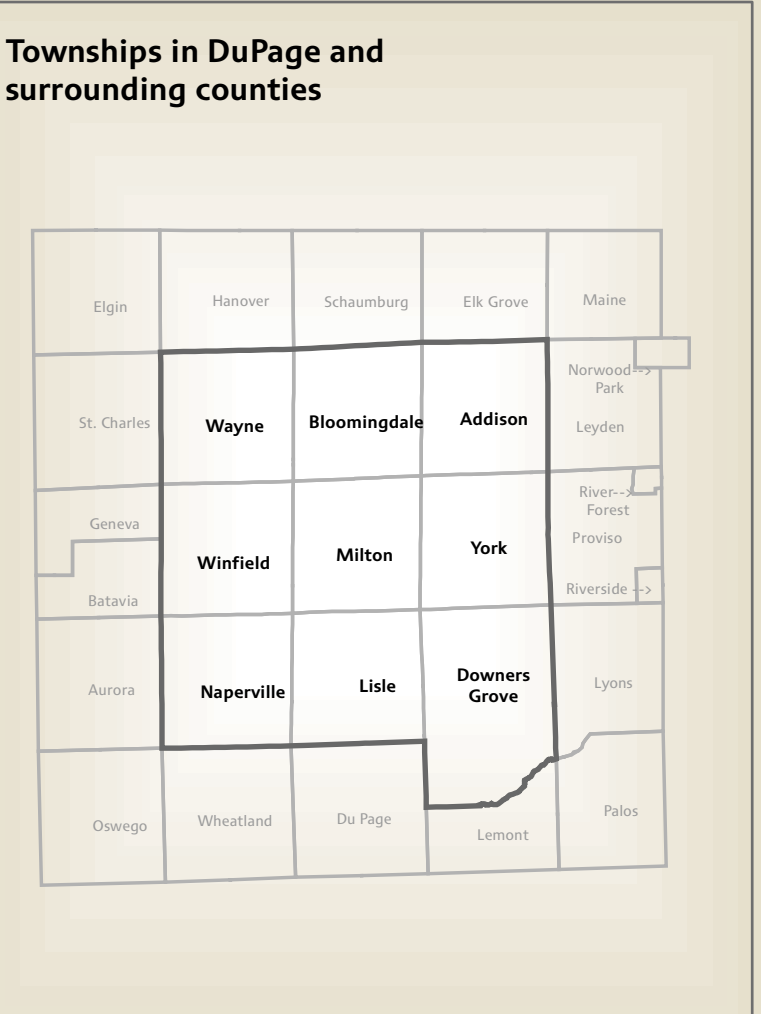 Townships in DuPage and
surrounding counties
Elgin
Hanover
Schaumburg
Elk Grove
Maine
Norwood-->
Park
St. Charles
Wayne
Bloomingdale
Addison
Leyden
River-->
Forest
Geneva
Winfield
Milton
York
Proviso
Batavia
Riverside -->
Aurora
Naperville
Lisle
Downers
Grove
Lyons
Oswego
Wheatland
Du Page
Lemont
Palos